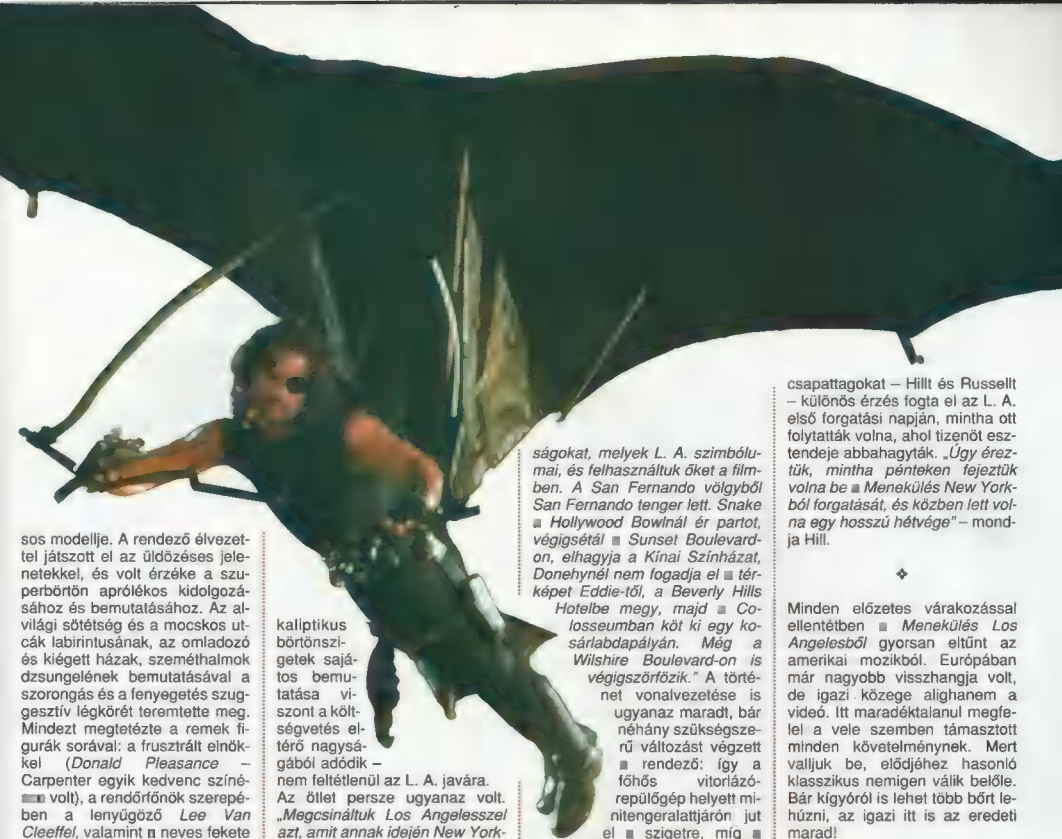 sos modellje. A rendező élvezet-
tel játszott el az üldözéses jele-
netekkel, és volt érzéke a szu-
perbörtön aprólékos kidolgozá-
sához és bemutatásához. Az al-
világi sötétség és a mocskos ut-
cák labirintusának, az omladozó
és kiégett házak, szeméthalmok
dzsungelének bemutatásával a
szorongás és a fenyegetés szug-
gesztív légkörét teremtette meg.
Mindezt megtetézte a remek fi-
gurák sorával: a frusztrált elnök-
kel (Donald Pleasance –
Carpenter egyik kedvenc színé-
volt), a rendőrfőnök szerepé-
ben a lenyűgöző Lee Van
Cleeffel, valamint a neves fekete
kaliptikus
börtönszi-
getek sajá-
tos bemu-
tatása vi-
szont a költ-
ségvetés el-
térő nagysá-
gából adódik –
nem feltétlenül az L. A. javára.
Az ötlet persze ugyanaz volt.
„Megcsináltuk Los Angelesszel
azt, amit annak idején New York-
ságokat, melyek L. A. szimbólu-
mai, és felhasználtuk őket a film-
ben. A San Fernando völgyből
San Fernando tenger lett. Snake
Hollywood Bowlnál ér partot,
végigsétál Sunset Boulevard-
on, elhagyja a Kínai Színházat,
Donehynél nem fogadja el tér-
képet Eddie-től, a Beverly Hills
Hotelbe megy, majd Co-
losseumban köt ki egy ko-
sárlabdapályán. Még a
Wilshire Boulevard-on is
végigszörfözik." A törté-
net vonalvezetése is
ugyanaz maradt, bár
néhány szükségsze-
rű változást végzett
rendező: így a
főhős vitorlázó-
repülőgép helyett mi-
nitengeralattjárón jut
el szigetre, míg
csapattagokat – Hillt és Russellt
– különös érzés fogta el az L. A.
első forgatási napján, mintha ott
folytatták volna, ahol tizenöt esz-
tendeje abbahagyták. „Úgy érez-
tük, mintha pénteken fejeztük
volna be Menekülés New York-
ból forgatását, és közben lett vol-
na egy hosszú hétvége" – mond-
ja Hill.
❖
Minden előzetes várakozással
ellentétben Menekülés Los
Angelesből gyorsan eltűnt az
amerikai mozikból. Európában
már nagyobb visszhangja volt,
de igazi közege alighanem a
videó. Itt maradéktalanul megfe-
lel a vele szemben támasztott
minden követelménynek. Mert
valljuk be, elődjéhez hasonló
klasszikus nemigen válik belőle.
Bár kígyóról is lehet több bőrt le-
húzni, az igazi itt is az eredeti
marad!